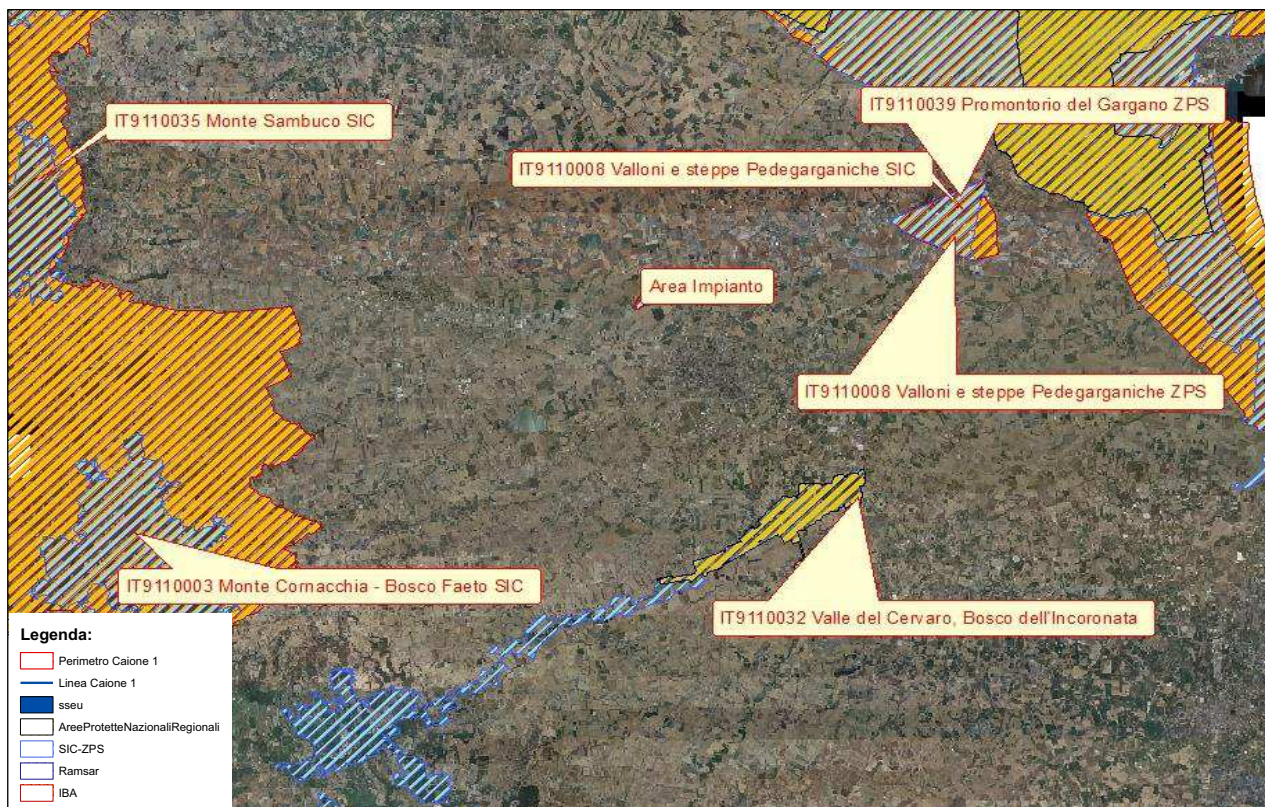 IT9110039 Promontorio del Gargano ZPS
IT9110035 Monte Sambuco SIC
IT9110008 Valloni e steppe Pedegarganiche SIC
Area Impianto
IT9110008 Valloni e steppe Pedegarganiche ZPS
IT9110003 Monte Cornacchia - Bosco Faeto SIC
IT9110032 Valle del Cervaro, Bosco dell'Incoronata
Legenda:
Perimetro Caione 1
Linea Caione 1
sseu
AreeProtetteNazionaliRegionali
SIC-ZPS
Ramsar
IBA